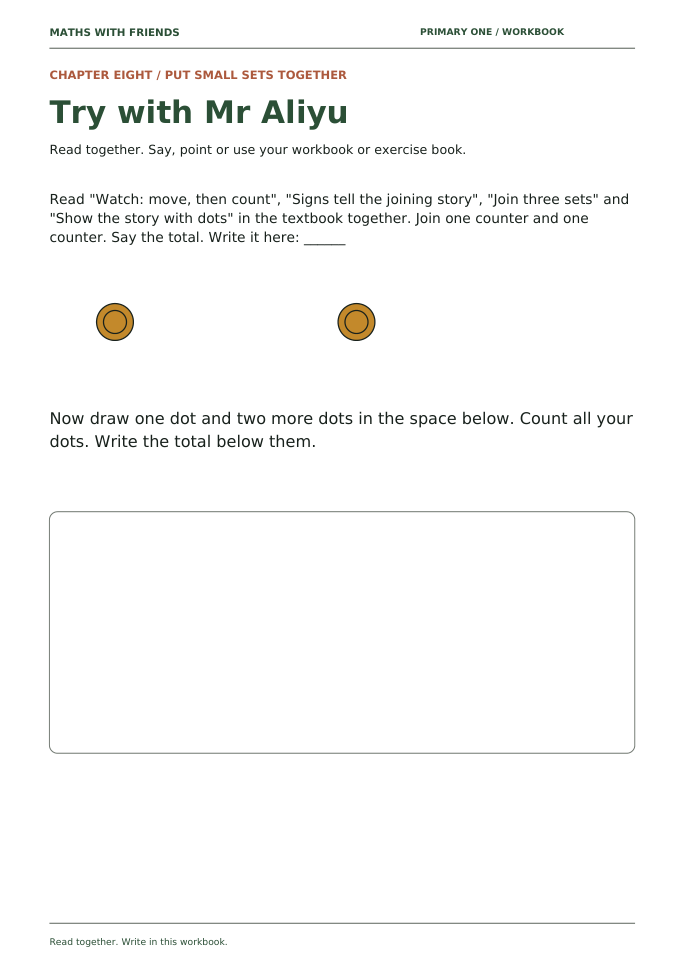 MATHS WITH FRIENDS
PRIMARY ONE / WORKBOOK
CHAPTER EIGHT / PUT SMALL SETS TOGETHER
Try with Mr Aliyu
Read together. Say, point or use your workbook or exercise book.
Read "Watch: move, then count", "Signs tell the joining story", "Join three sets" and
"Show the story with dots" in the textbook together. Join one counter and one
counter. Say the total. Write it here: ______
Now draw one dot and two more dots in the space below. Count all your
dots. Write the total below them.
Read together. Write in this workbook.